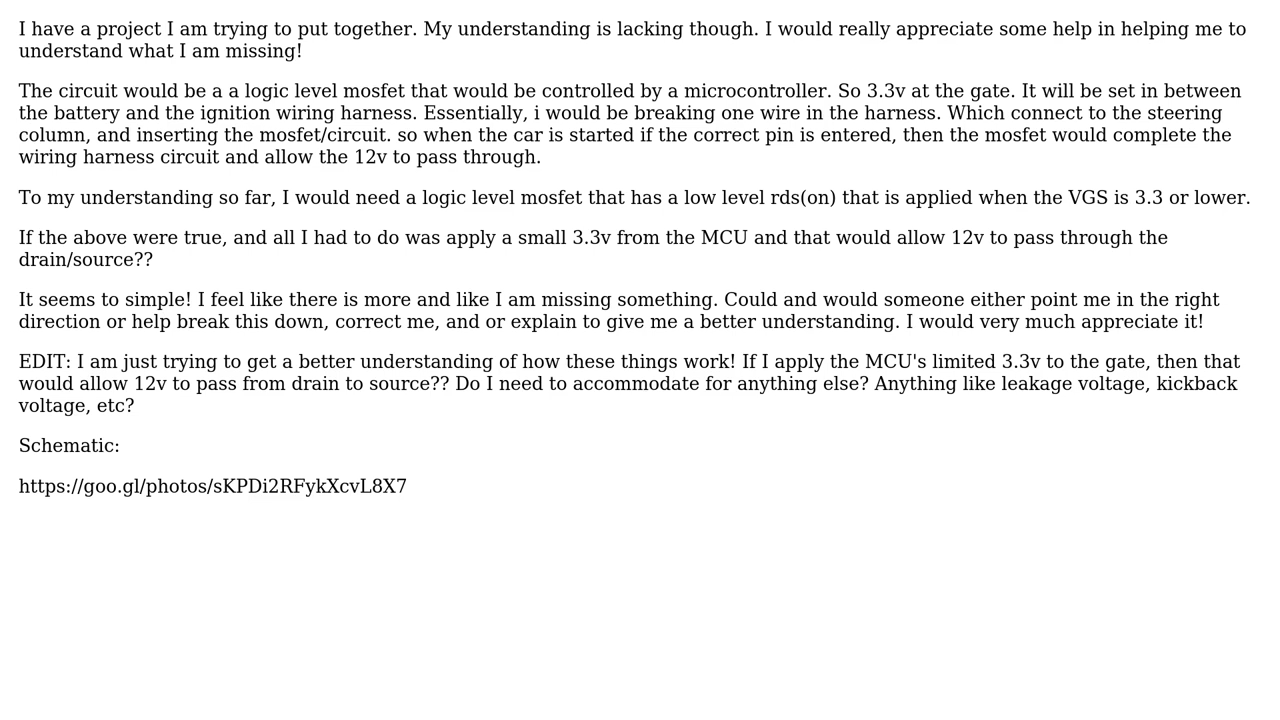 I have a project I am trying to put together. My understanding is lacking though. I would really appreciate some help in helping me to
understand what I am missing!
The circuit would be a a logic level mosfet that would be controlled by a microcontroller. So 3.3v at the gate. It will be set in between
the battery and the ignition wiring harness. Essentially, i would be breaking one wire in the harness. Which connect to the steering
column, and inserting the mosfet/circuit. so when the car is started if the correct pin is entered, then the mosfet would complete the
wiring harness circuit and allow the 12v to pass through.
To my understanding so far, I would need a logic level mosfet that has a low level rds(on) that is applied when the VGS is 3.3 or lower.
If the above were true, and all I had to do was apply a small 3.3v from the MCU and that would allow 12v to pass through the
drain/source??
It seems to simple! I feel like there is more and like I am missing something. Could and would someone either point me in the right
direction or help break this down, correct me, and or explain to give me a better understanding. I would very much appreciate it!
EDIT: I am just trying to get a better understanding of how these things work! If I apply the MCU's limited 3.3v to the gate, then that
would allow 12v to pass from drain to source?? Do I need to accommodate for anything else? Anything like leakage voltage, kickback
voltage, etc?
Schematic:
https://goo.gl/photos/sKPDi2RFykXcvL8X7